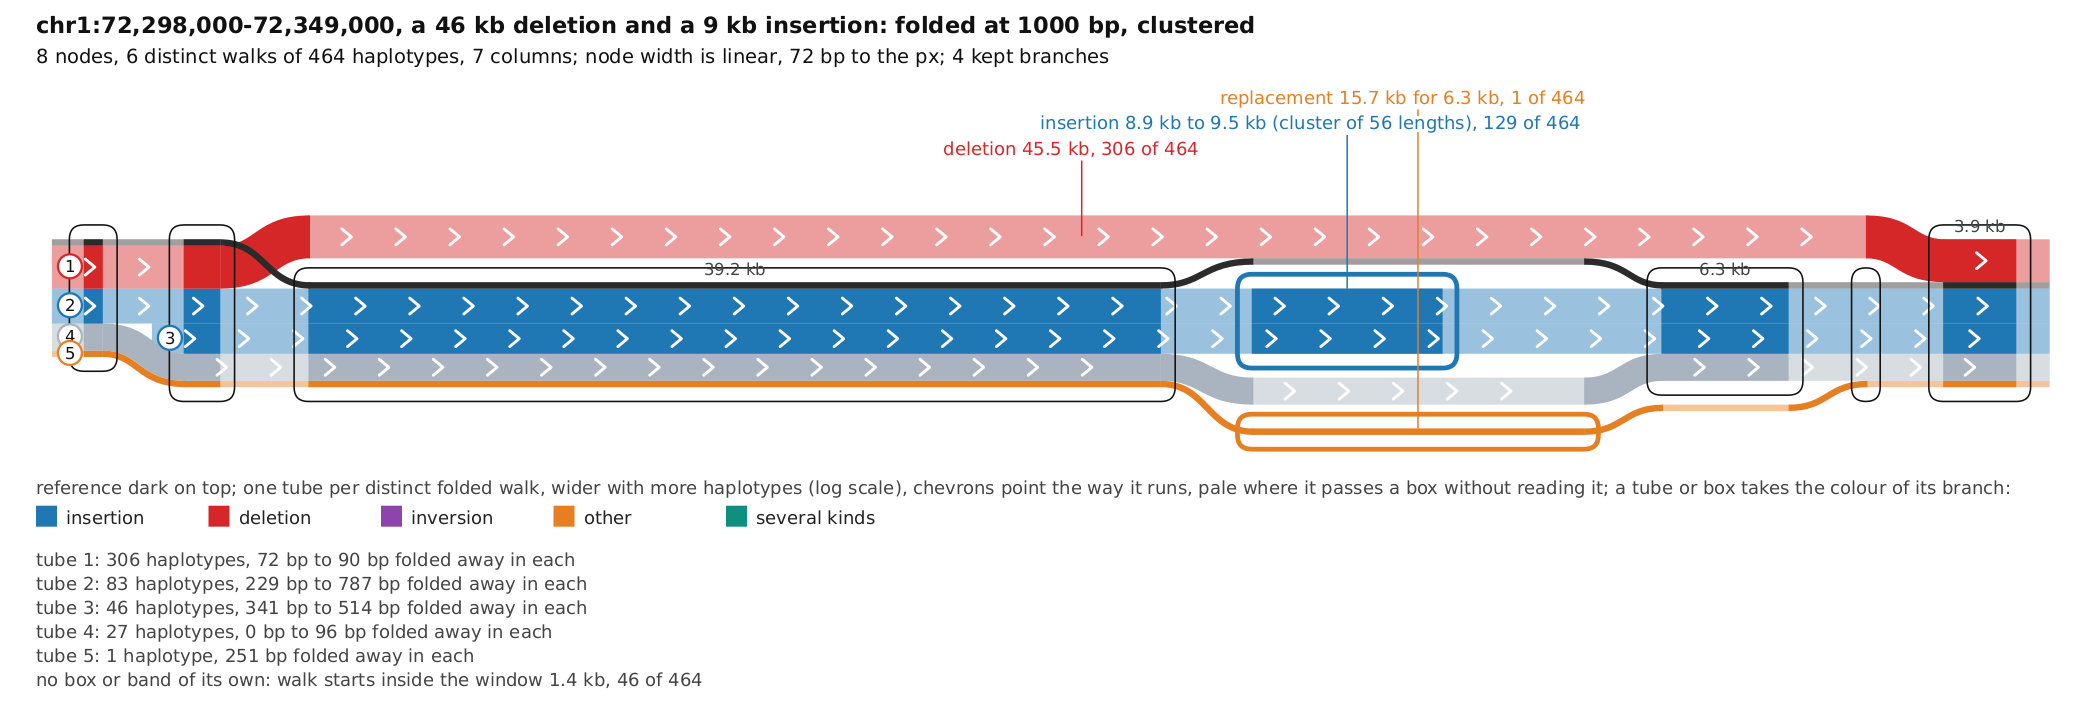 chr1:72,298,000-72,349,000, a 46 kb deletion and a 9 kb insertion: folded at 1000 bp, clustered
8 nodes, 6 distinct walks of 464 haplotypes, 7 columns; node width is linear, 72 bp to the px; 4 kept branches
replacement 15.7 kb for 6.3 kb, 1 of 464
insertion 8.9 kb to 9.5 kb (cluster of 56 lengths), 129 of 464
deletion 45.5 kb, 306 of 464
3.9 kb
39.2 kb
6.3 kb
1
2
3
4
5
reference dark on top; one tube per distinct folded walk, wider with more haplotypes (log scale), chevrons point the way it runs, pale where it passes a box without reading it; a tube or box takes the colour of its branch:
insertion deletion inversion other several kinds
tube 1: 306 haplotypes, 72 bp to 90 bp folded away in each
tube 2: 83 haplotypes, 229 bp to 787 bp folded away in each
tube 3: 46 haplotypes, 341 bp to 514 bp folded away in each
tube 4: 27 haplotypes, 0 bp to 96 bp folded away in each
tube 5: 1 haplotype, 251 bp folded away in each
no box or band of its own: walk starts inside the window 1.4 kb, 46 of 464